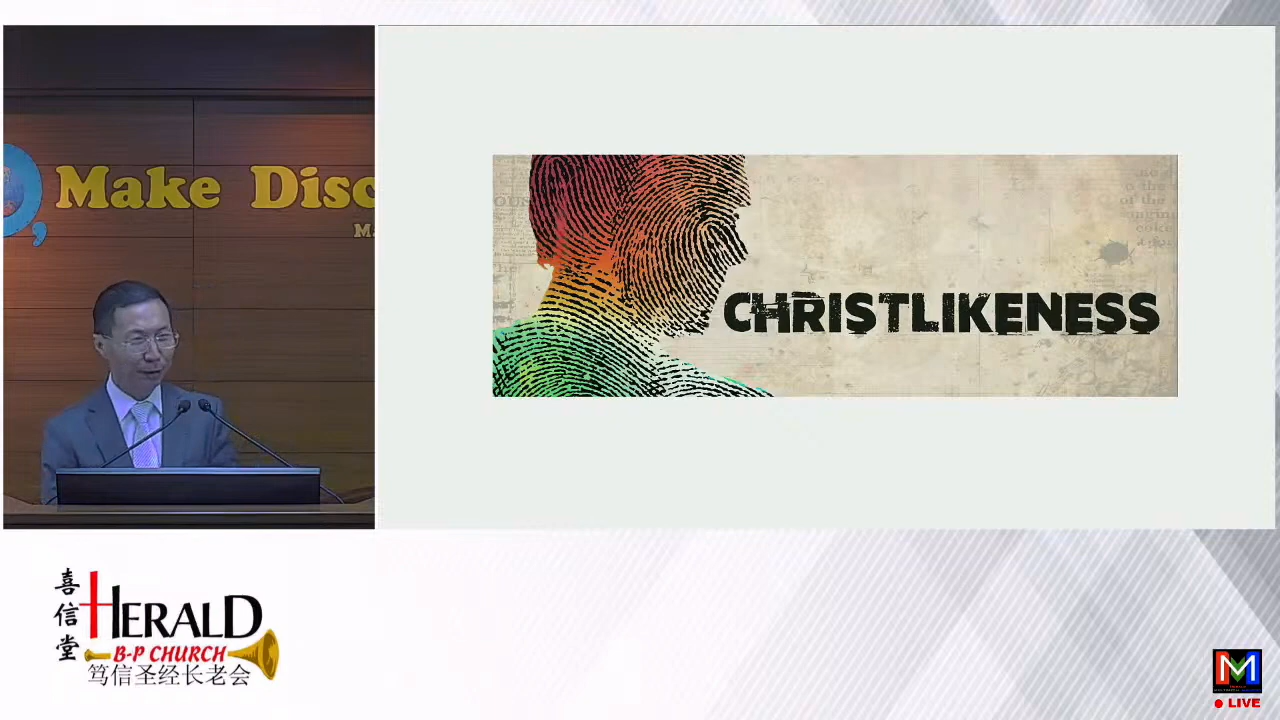 Make Disc
M
CHRISTLIKENESS
喜信堂
HERALD
B-P CHURCH
笃信圣经长老会
LIVE